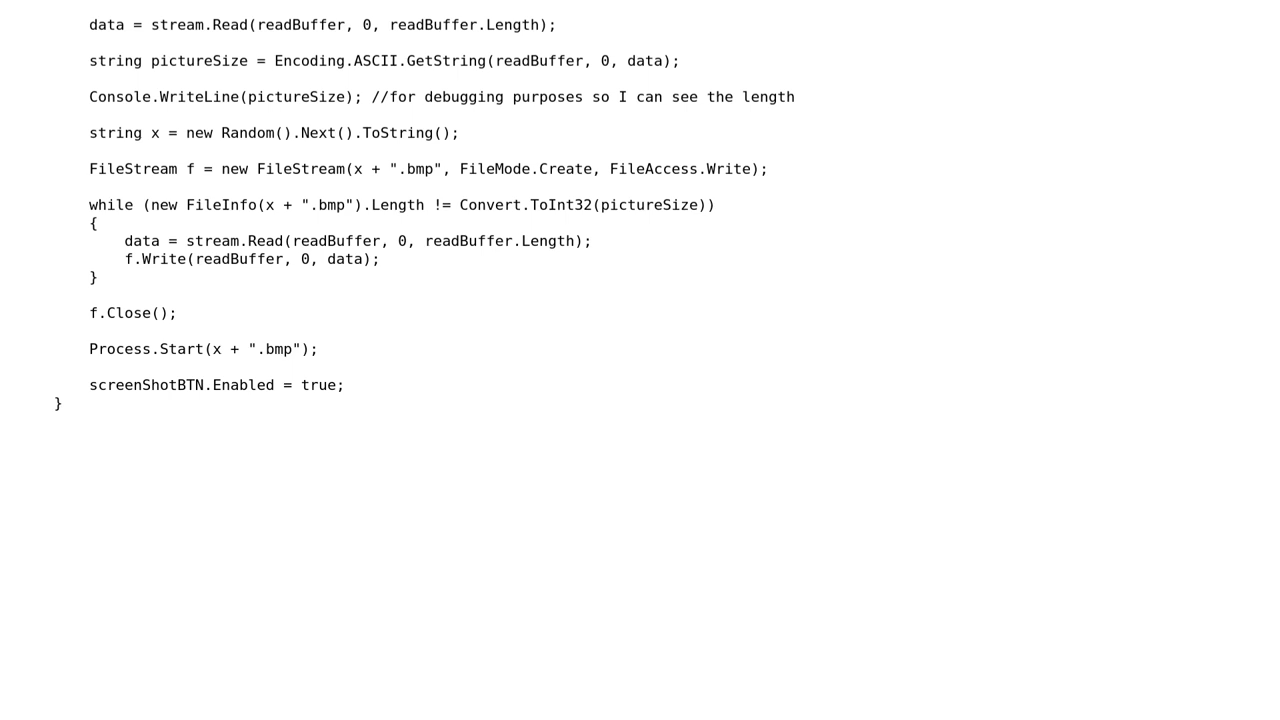 data = stream.Read(readBuffer, 0, readBuffer.Length);
string pictureSize = Encoding.ASCII.GetString(readBuffer, 0, data);
Console.WriteLine(pictureSize); //for debugging purposes so I can see the length
string x = new Random().Next().ToString();
FileStream f = new FileStream(x + ".bmp", FileMode.Create, FileAccess.Write);
while (new FileInfo(x + ".bmp").Length != Convert.ToInt32(pictureSize))
{
data = stream.Read(readBuffer, 0, readBuffer.Length);
f.Write(readBuffer, 0, data);
}
f.Close();
Process.Start(x + ".bmp");
screenShotBTN.Enabled = true;
}